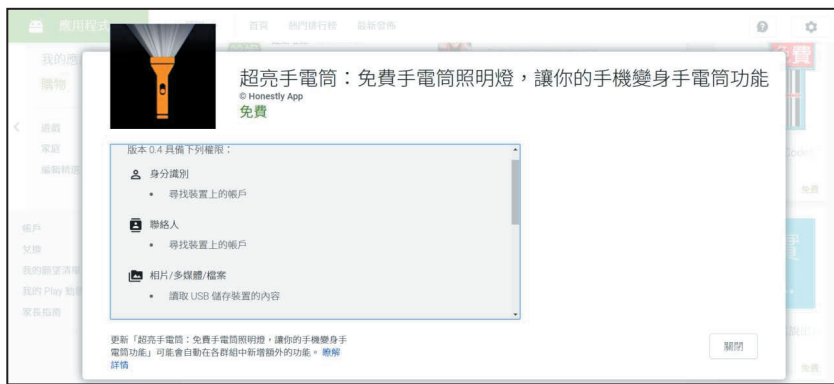 應用程式
首頁 熱門排行榜 最新發佈
我的應
購物
遊戲
家庭
編輯精選
帳戶
兌換
我的願望清單
我的 Play
家長指南
免費
免費
免費
超亮手電筒：免費手電筒照明燈，讓你的手機變身手電筒功能
© Honestly App
免費
版本 0.4 具備下列權限：
身分識別
• 尋找裝置上的帳戶
聯絡人
• 尋找裝置上的帳戶
相片/多媒體/檔案
• 讀取 USB 儲存裝置的內容
更新「超亮手電筒：免費手電筒照明燈，讓你的手機變身手
電筒功能」可能會自動在各群組中新增額外的功能。 瞭解
詳情
關閉